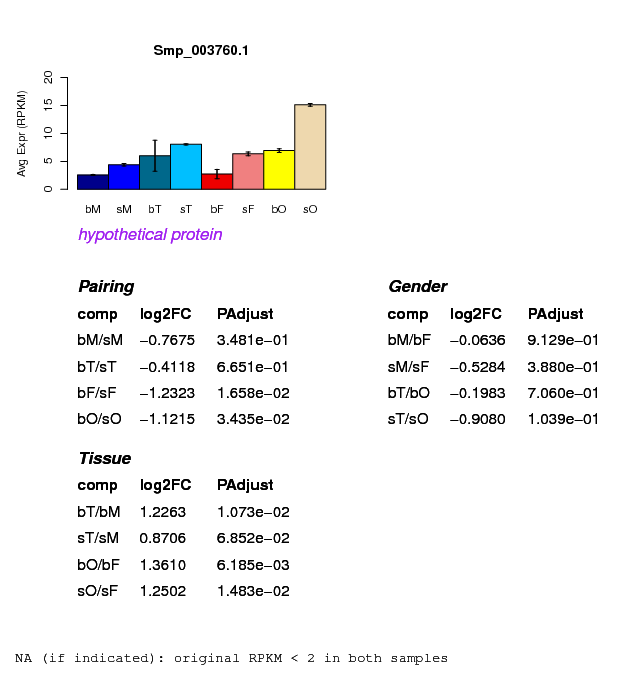 Smp_003760.1
Avg Expr (RPKM)
0 5 10 15 20
bM sM bT sT bF sF bO sO
hypothetical protein
Pairing
comp log2FC PAdjust
bM/sM −0.7675 3.481e−01
bT/sT −0.4118 6.651e−01
bF/sF −1.2323 1.658e−02
bO/sO −1.1215 3.435e−02
Gender
comp log2FC PAdjust
bM/bF −0.0636 9.129e−01
sM/sF −0.5284 3.880e−01
bT/bO −0.1983 7.060e−01
sT/sO −0.9080 1.039e−01
Tissue
comp log2FC PAdjust
bT/bM 1.2263 1.073e−02
sT/sM 0.8706 6.852e−02
bO/bF 1.3610 6.185e−03
sO/sF 1.2502 1.483e−02
NA (if indicated): original RPKM < 2 in both samples